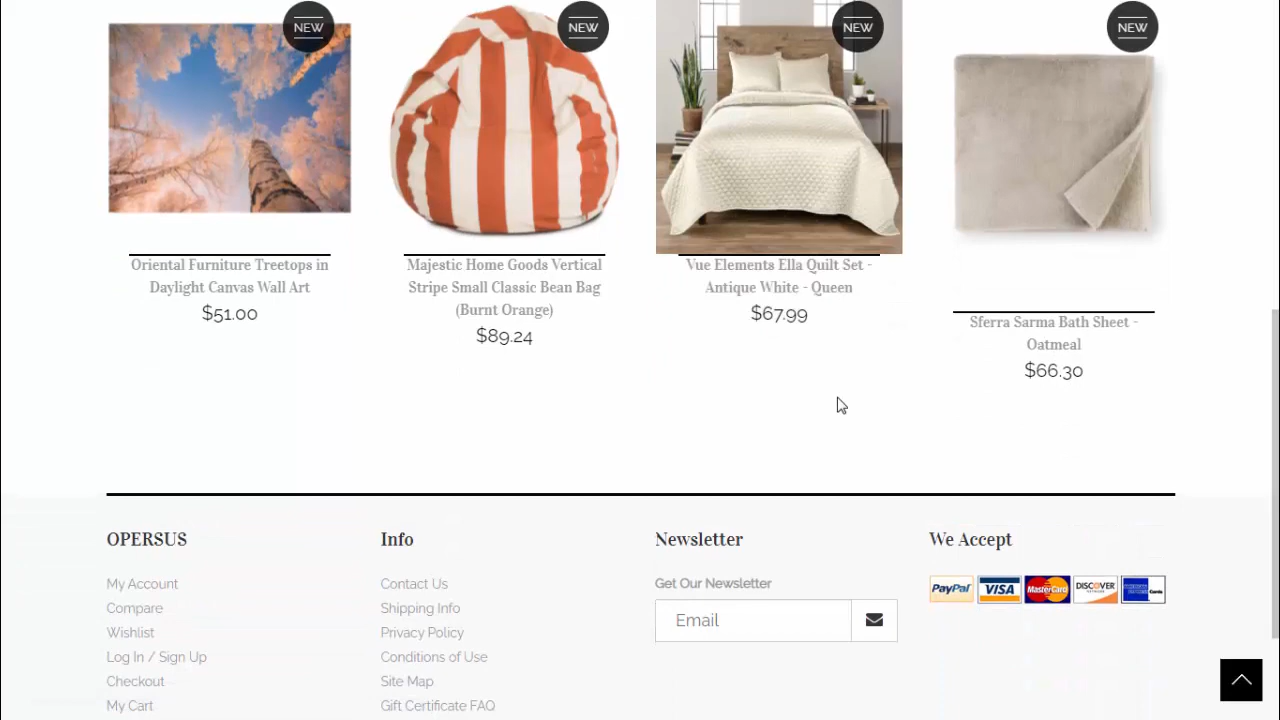 NEW
NEW
NEW
NEW
Oriental Furniture Treetops in
Daylight Canvas Wall Art
$51.00
Majestic Home Goods Vertical
Stripe Small Classic Bean Bag
(Burnt Orange)
$89.24
Vue Elements Ella Quilt Set -
Antique White - Queen
$67.99
Sferra Sarma Bath Sheet -
Oatmeal
$66.30
OPERSUS
My Account
Compare
Wishlist
Log In / Sign Up
Checkout
My Cart
Info
Contact Us
Shipping Info
Privacy Policy
Conditions of Use
Site Map
Gift Certificate FAQ
Newsletter
Get Our Newsletter
Email
We Accept
PayPal
VISA
MasterCard
DISCOVER
Cards